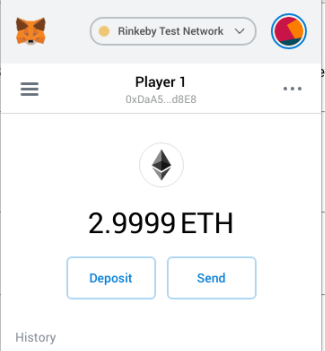 Rinkeby Test Network
Player 1
0xDaA5...d8E8
2.9999 ETH
Deposit
Send
History